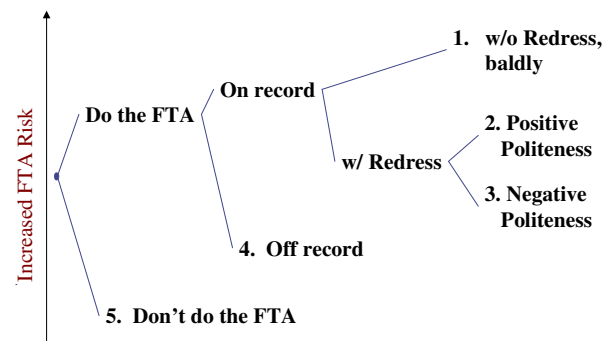 Increased FTA Risk
Do the FTA
On record
1. w/o Redress,
baldly
w/ Redress
2. Positive
Politeness
3. Negative
Politeness
4. Off record
5. Don't do the FTA